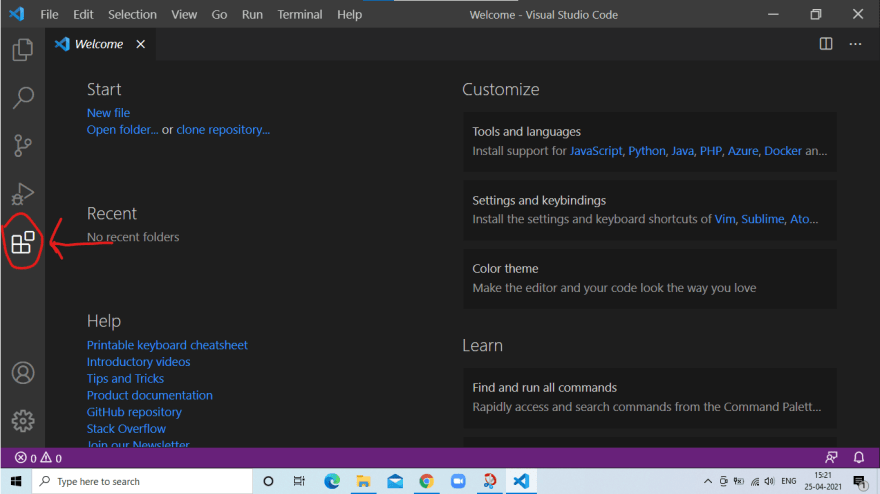 File Edit Selection View Go Run Terminal Help Welcome - Visual Studio Code
Welcome
Start
New file
Open folder... or clone repository...
Recent
No recent folders
Help
Printable keyboard cheatsheet
Introductory videos
Tips and Tricks
Product documentation
GitHub repository
Stack Overflow
Join our Newsletter
Customize
Tools and languages
Install support for JavaScript, Python, Java, PHP, Azure, Docker an...
Settings and keybindings
Install the settings and keyboard shortcuts of Vim, Sublime, Ato...
Color theme
Make the editor and your code look the way you love
Learn
Find and run all commands
Rapidly access and search commands from the Command Palett...
0 0
Type here to search
ENG
15:21
25-04-2021
1